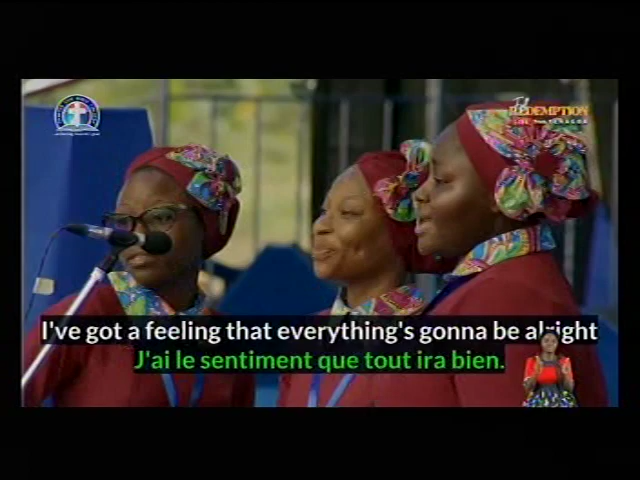 REDEMPTION
I've got a feeling that everything's gonna be alright
J'ai le sentiment que tout ira bien.